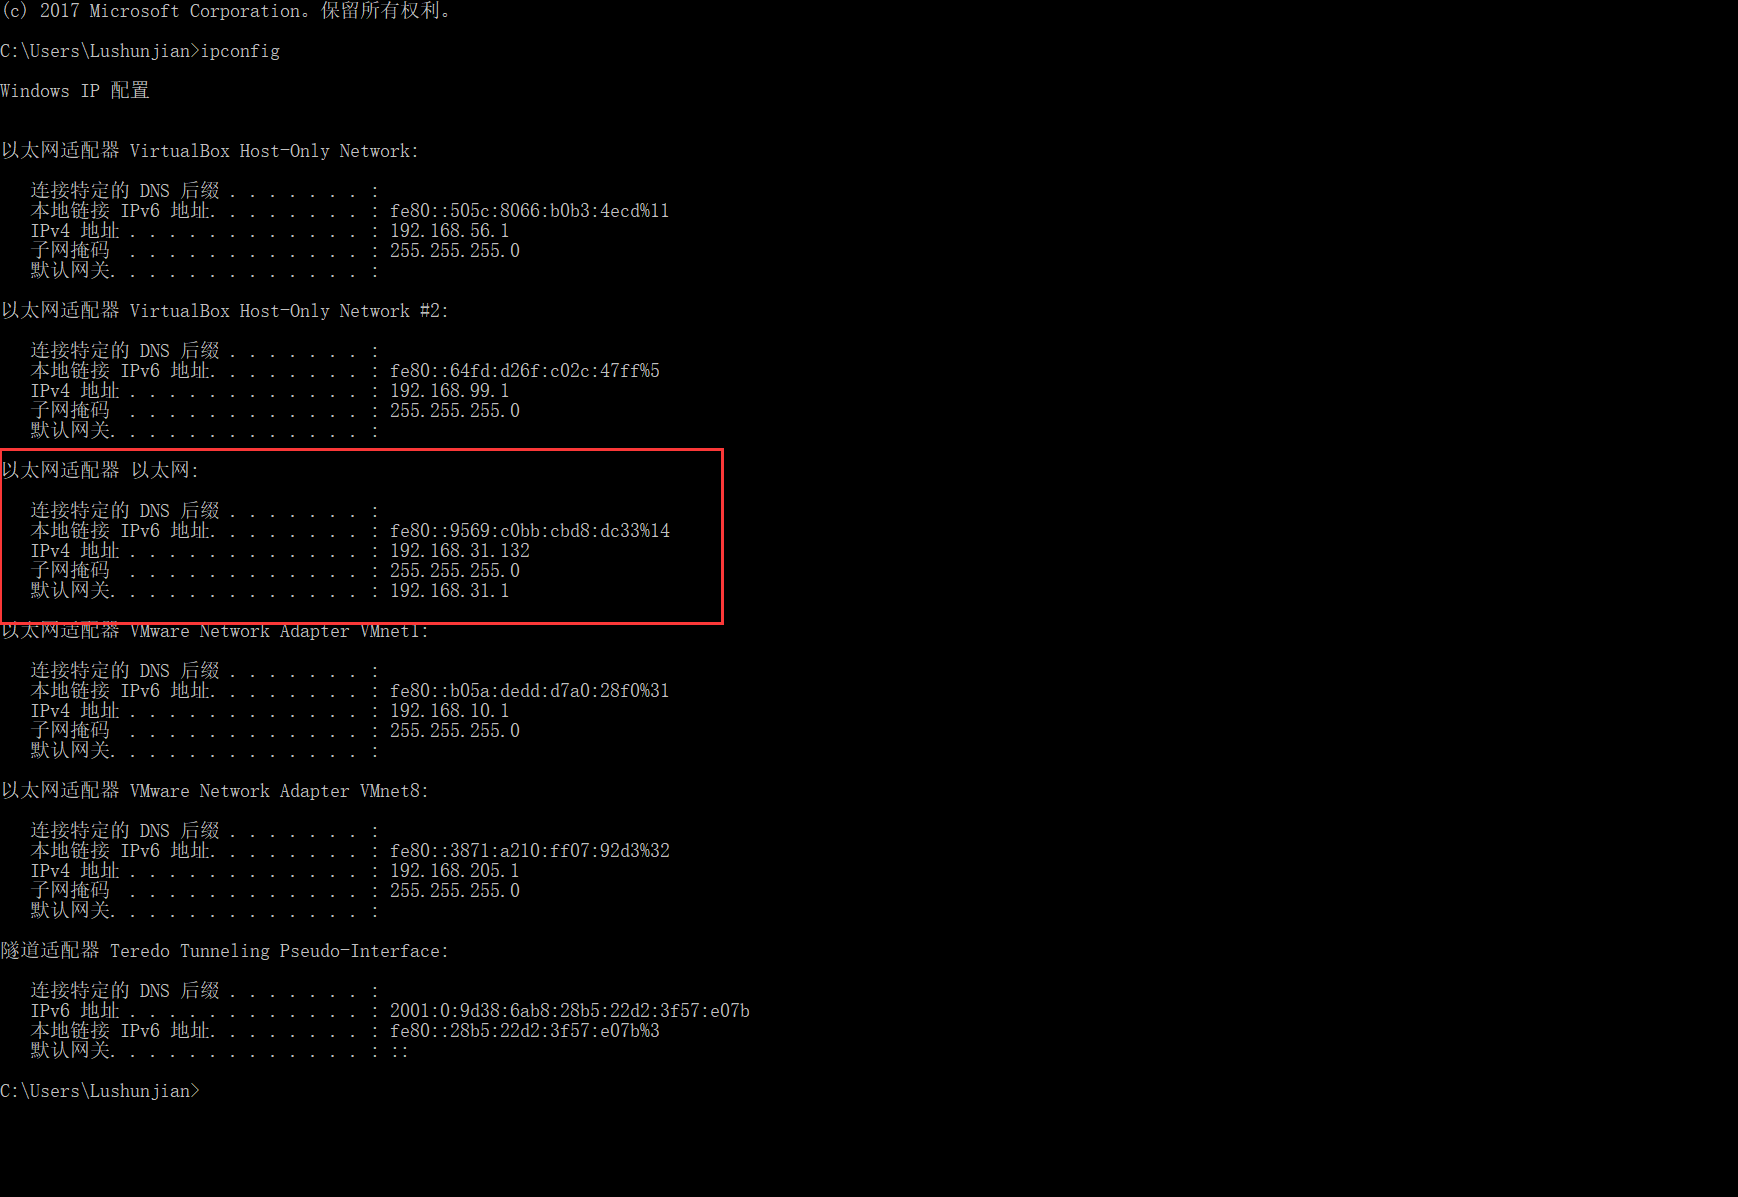 (c) 2017 Microsoft Corporation。保留所有权利。
C:\Users\Lushunjian>ipconfig
Windows IP 配置
以太网适配器 VirtualBox Host-Only Network:
连接特定的 DNS 后缀 . . . . . . . :
本地链接 IPv6 地址. . . . . . . . : fe80::505c:8066:b0b3:4ecd%11
IPv4 地址 . . . . . . . . . . . . : 192.168.56.1
子网掩码  . . . . . . . . . . . . : 255.255.255.0
默认网关. . . . . . . . . . . . . :
以太网适配器 VirtualBox Host-Only Network #2:
连接特定的 DNS 后缀 . . . . . . . :
本地链接 IPv6 地址. . . . . . . . : fe80::64fd:d26f:c02c:47ff%5
IPv4 地址 . . . . . . . . . . . . : 192.168.99.1
子网掩码  . . . . . . . . . . . . : 255.255.255.0
默认网关. . . . . . . . . . . . . :
以太网适配器 以太网:
连接特定的 DNS 后缀 . . . . . . . :
本地链接 IPv6 地址. . . . . . . . : fe80::9569:c0bb:cbd8:dc33%14
IPv4 地址 . . . . . . . . . . . . : 192.168.31.132
子网掩码  . . . . . . . . . . . . : 255.255.255.0
默认网关. . . . . . . . . . . . . : 192.168.31.1
以太网适配器 VMware Network Adapter VMnet1:
连接特定的 DNS 后缀 . . . . . . . :
本地链接 IPv6 地址. . . . . . . . : fe80::b05a:dedd:d7a0:28f0%31
IPv4 地址 . . . . . . . . . . . . : 192.168.10.1
子网掩码  . . . . . . . . . . . . : 255.255.255.0
默认网关. . . . . . . . . . . . . :
以太网适配器 VMware Network Adapter VMnet8:
连接特定的 DNS 后缀 . . . . . . . :
本地链接 IPv6 地址. . . . . . . . : fe80::3871:a210:ff07:92d3%32
IPv4 地址 . . . . . . . . . . . . : 192.168.205.1
子网掩码  . . . . . . . . . . . . : 255.255.255.0
默认网关. . . . . . . . . . . . . :
隧道适配器 Teredo Tunneling Pseudo-Interface:
连接特定的 DNS 后缀 . . . . . . . :
IPv6 地址 . . . . . . . . . . . . : 2001:0:9d38:6ab8:28b5:22d2:3f57:e07b
本地链接 IPv6 地址. . . . . . . . : fe80::28b5:22d2:3f57:e07b%3
默认网关. . . . . . . . . . . . . : ::
C:\Users\Lushunjian>